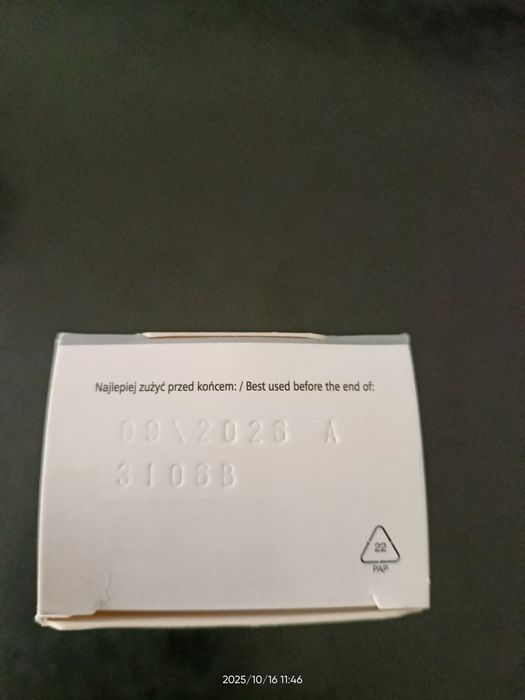 Najlepiej zużyć przed końcem: / Best used before the end of:
09\2026 A
3106B
22
PAP
2025/10/16 11:46